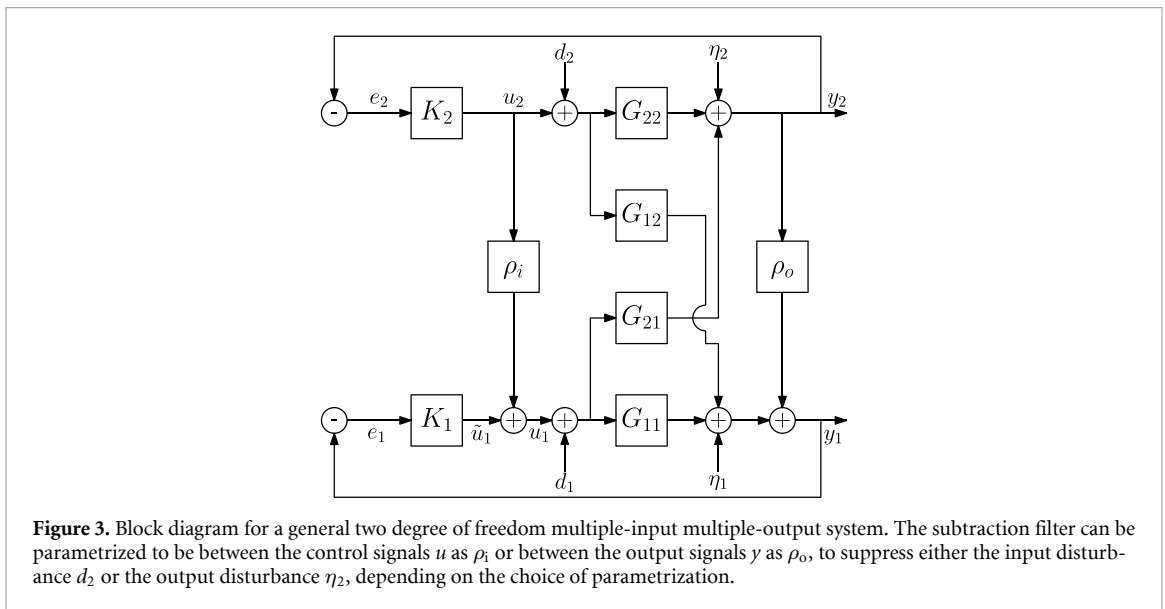 d₂
η₂
e₂
K₂
u₂
+
G₂₂
+
y₂
-
G₁₂
ρᵢ
ρₒ
G₂₁
-
e₁
K₁
ũ₁
+
u₁
+
G₁₁
+
+
y₁
d₁
η₁
Figure 3. Block diagram for a general two degree of freedom multiple-input multiple-output system. The subtraction filter can be
parametrized to be between the control signals u as ρᵢ or between the output signals y as ρₒ, to suppress either the input disturb-
ance d₂ or the output disturbance η₂, depending on the choice of parametrization.